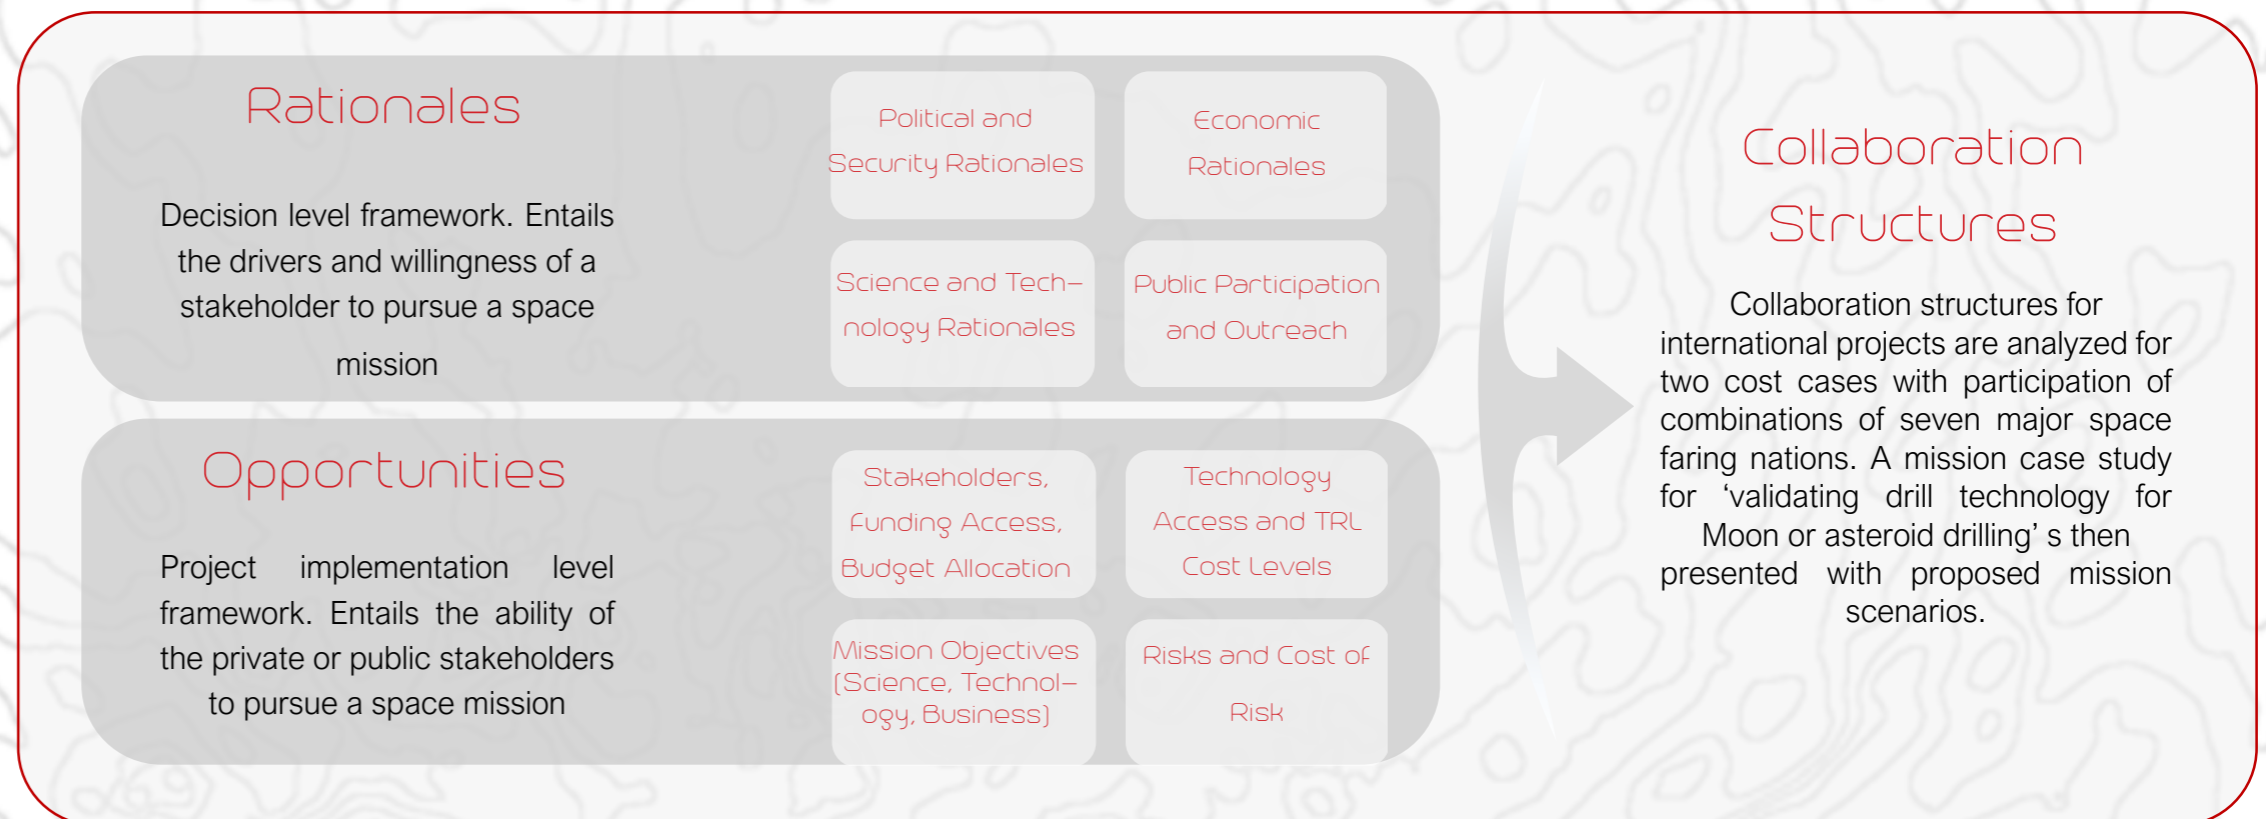 Rationales
Decision level framework. Entails
the drivers and willingness of a
stakeholder to pursue a space
mission
Political and
Security Rationales
Economic
Rationales
Science and Tech–
nology Rationales
Public Participation
and Outreach
Opportunities
Project implementation level
framework. Entails the ability of
the private or public stakeholders
to pursue a space mission
Stakeholders,
Funding Access,
Budget Allocation
Technology
Access and TRL
Cost Levels
Mission Objectives
(Science, Technol–
ogy, Business)
Risks and Cost of
Risk
Collaboration
Structures
Collaboration structures for
international projects are analyzed for
two cost cases with participation of
combinations of seven major space
faring nations. A mission case study
for ‘validating drill technology for
Moon or asteroid drilling’ s then
presented with proposed mission
scenarios.